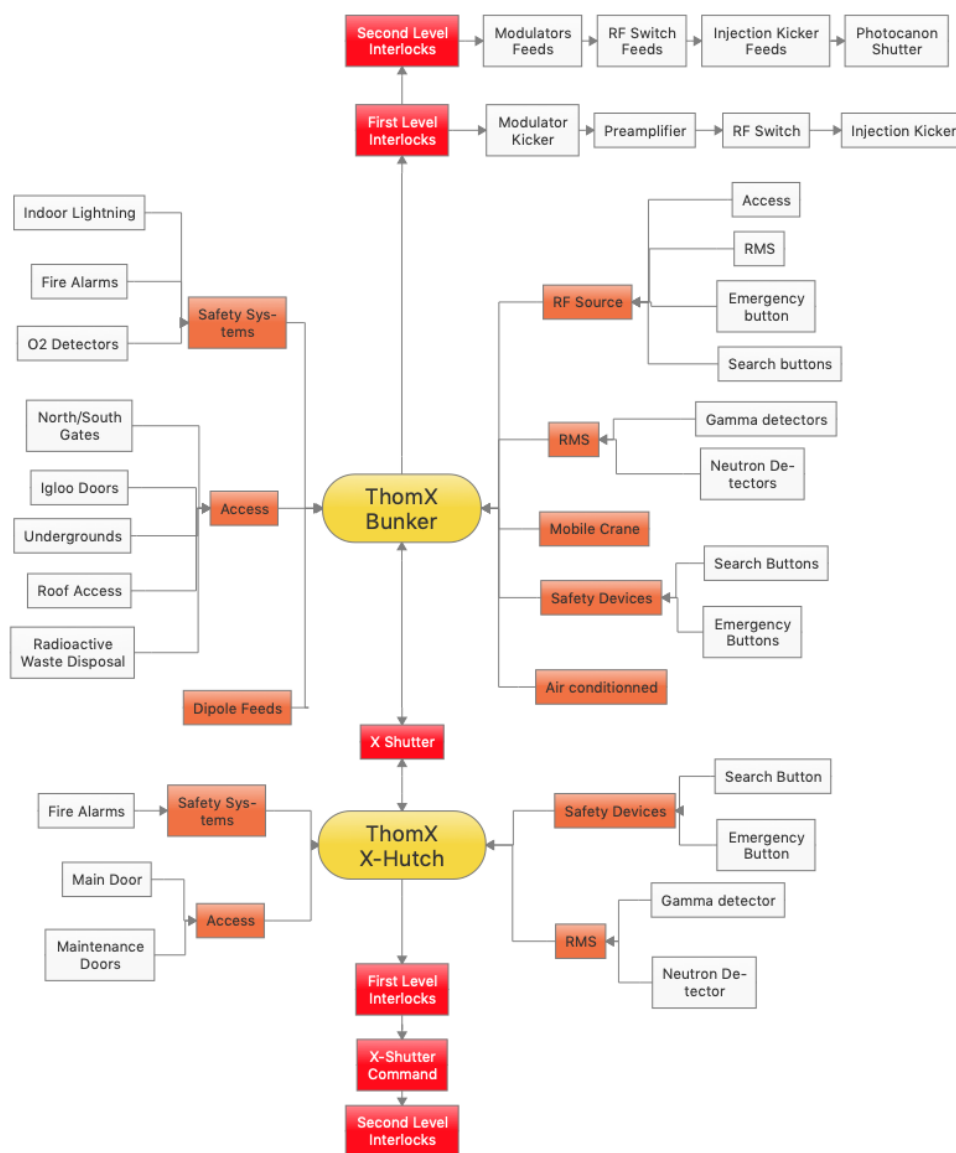 Second Level
Interlocks
Modulators
Feeds
RF Switch
Feeds
Injection Kicker
Feeds
Photocanon
Shutter
First Level
Interlocks
Modulator
Kicker
Preamplifier
RF Switch
Injection Kicker
Indoor Lightning
Fire Alarms
O2 Detectors
Safety Sys-
tems
North/South
Gates
Igloo Doors
Undergrounds
Roof Access
Radioactive
Waste Disposal
Access
Dipole Feeds
ThomX
Bunker
RF Source
Access
RMS
Emergency
button
Search buttons
RMS
Gamma detectors
Neutron De-
tectors
Mobile Crane
Safety Devices
Search Buttons
Emergency
Buttons
Air conditionned
X Shutter
Fire Alarms
Safety Sys-
tems
Main Door
Maintenance
Doors
Access
ThomX
X-Hutch
Safety Devices
Search Button
Emergency
Button
RMS
Gamma detector
Neutron De-
tector
First Level
Interlocks
X-Shutter
Command
Second Level
Interlocks